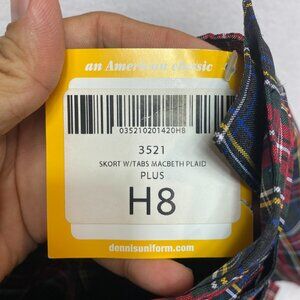 an American classic
035210201420H8
3521
SKORT W/TABS MACBETH PLAID
PLUS
H8
dennisuniform.com